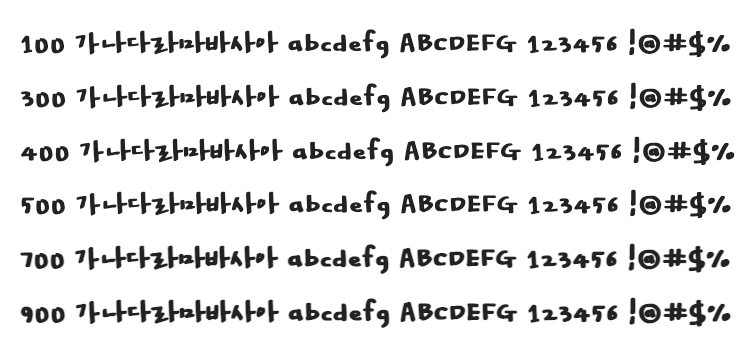 100 가나다라마바사아 abcdefg ABCDEFG 123456 !@#$%
300 가나다라마바사아 abcdefg ABCDEFG 123456 !@#$%
400 가나다라마바사아 abcdefg ABCDEFG 123456 !@#$%
500 가나다라마바사아 abcdefg ABCDEFG 123456 !@#$%
700 가나다라마바사아 abcdefg ABCDEFG 123456 !@#$%
900 가나다라마바사아 abcdefg ABCDEFG 123456 !@#$%